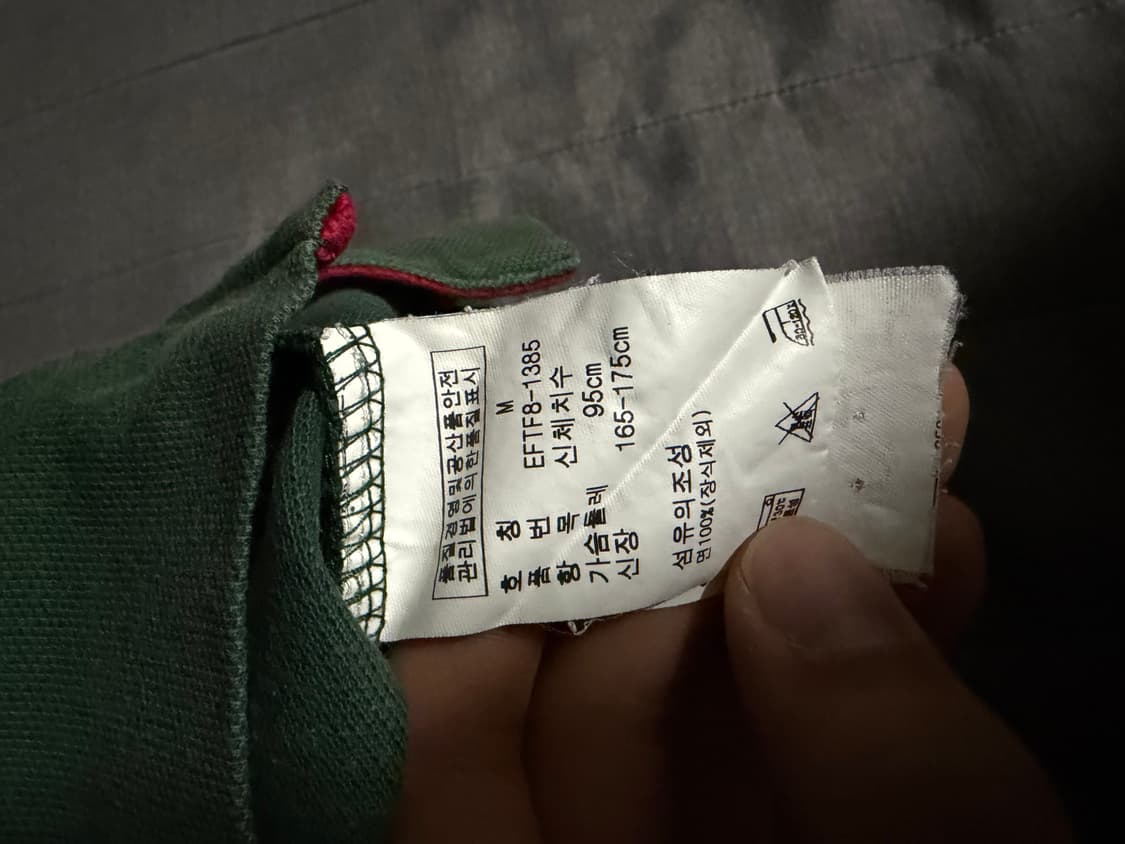 품질경영및공산품안전
관리법에의한품질표시
호 칭 M
품 번 EFTF8-1385
항 목 신체치수
가슴둘레 95cm
신장 165-175cm
섬유의조성
면100%(장식제외)